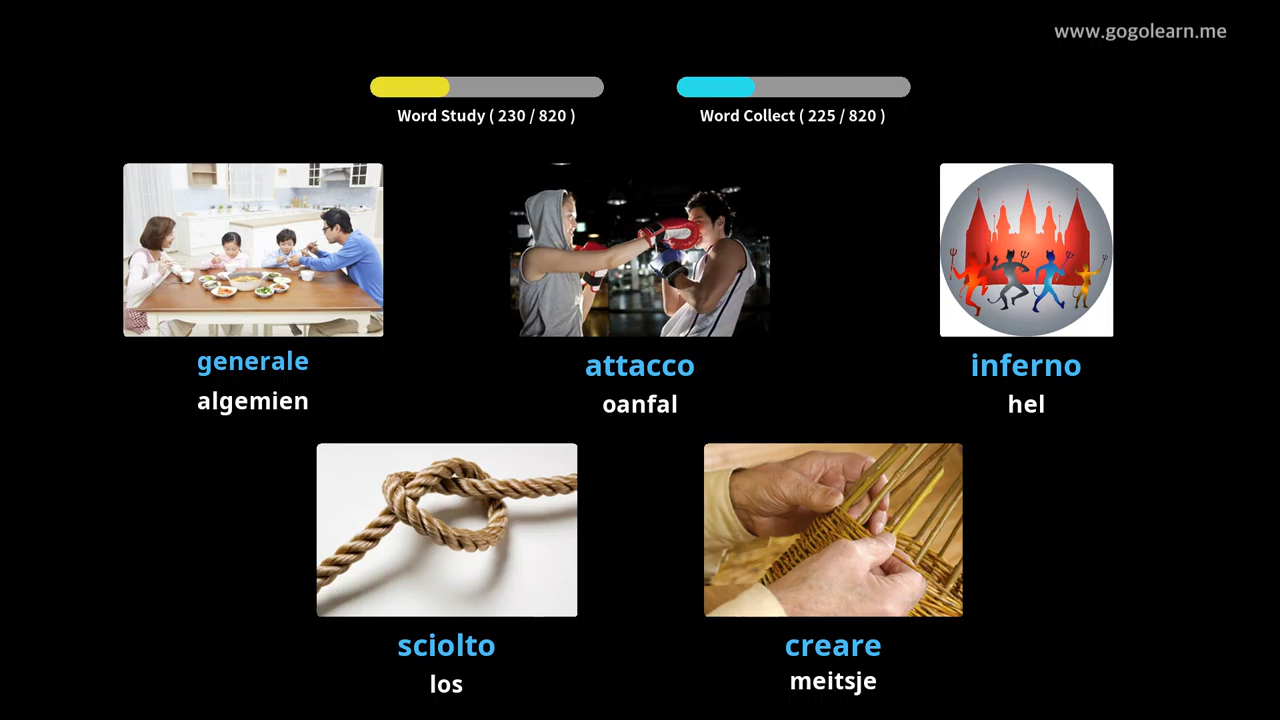 www.gogolearn.me
Word Study ( 230 / 820 )
Word Collect ( 225 / 820 )
generale
algemien
attacco
oanfal
inferno
hel
sciolto
los
creare
meitsje